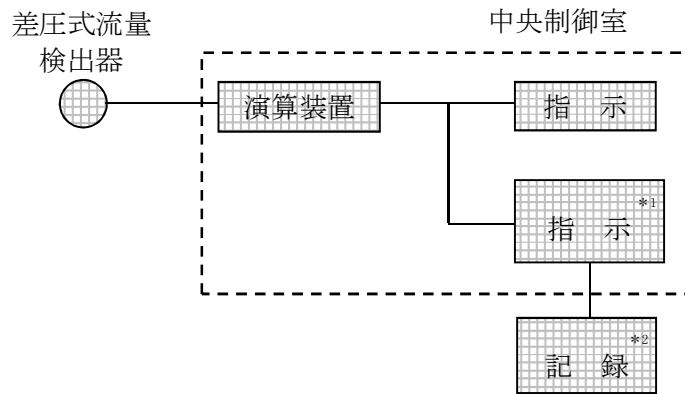 差圧式流量
検出器
中央制御室
演算装置
指 示
指 示 *1
記 録 *2